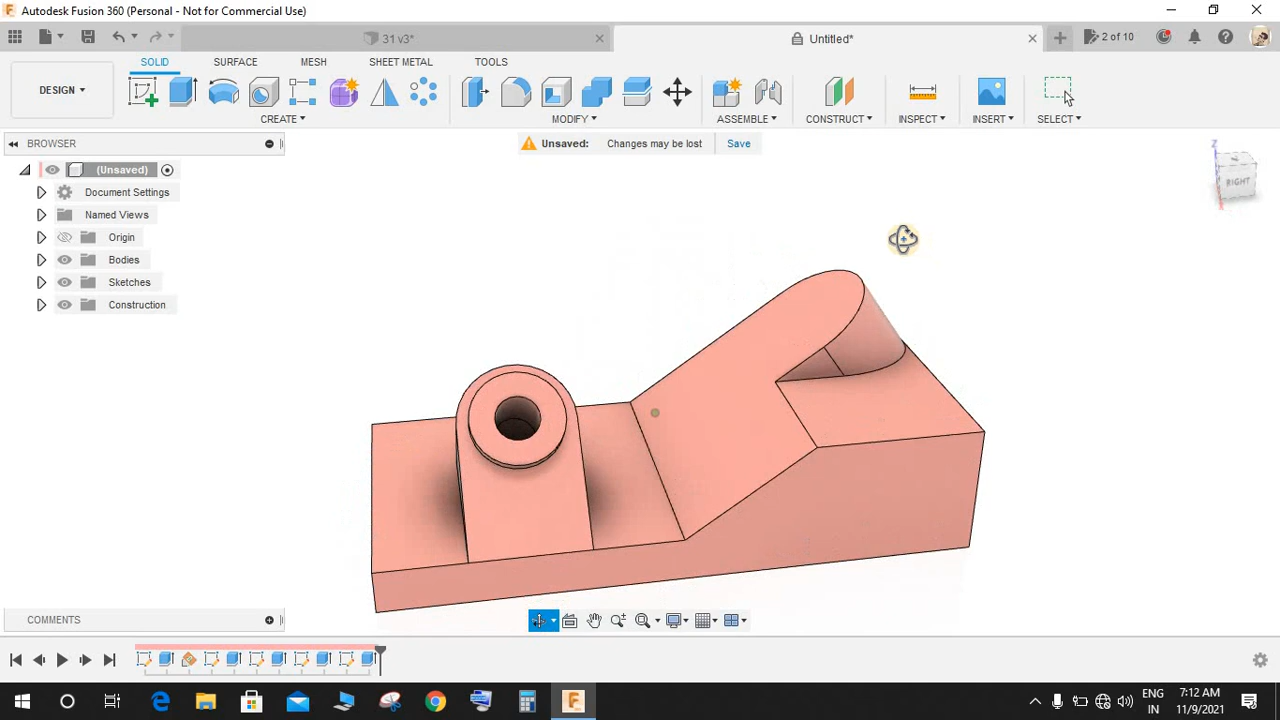 Autodesk Fusion 360 (Personal - Not for Commercial Use)
31 v3*
Untitled*
2 of 10
DESIGN
SOLID SURFACE MESH SHEET METAL TOOLS
CREATE MODIFY ASSEMBLE CONSTRUCT INSPECT INSERT SELECT
BROWSER
Unsaved: Changes may be lost Save
(Unsaved)
Document Settings
Named Views
Origin
Bodies
Sketches
Construction
Z
RIGHT
COMMENTS
ENG
IN
7:12 AM
11/9/2021